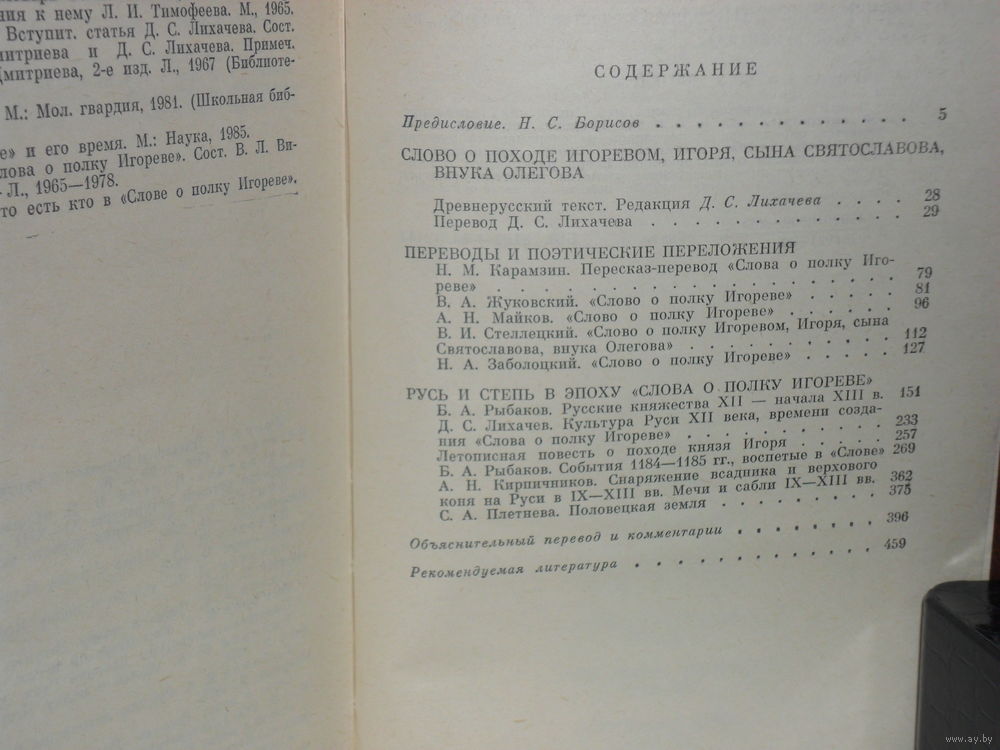 ния к нему Л. И. Тимофеева. М., 1965.
Вступит. статья Д. С. Лихачева. Сост.
митриева и Д. С. Лихачева. Примеч.
Дмитриева, 2-е изд. Л., 1967 (Библиоте-
М.: Мол. гвардия, 1981. (Школьная биб-
е» и его время. М.: Наука, 1985.
лова о полку Игореве». Сост. В. Л. Ви-
Л., 1965—1978.
то есть кто в «Слове о полку Игореве».
СОДЕРЖАНИЕ
Предисловие. Н. С. Борисов . . . . . . . . . . . . . 5
СЛОВО О ПОХОДЕ ИГОРЕВОМ, ИГОРЯ, СЫНА СВЯТОСЛАВОВА,
ВНУКА ОЛЕГОВА
Древнерусский текст. Редакция Д. С. Лихачева . . . . 28
Перевод Д. С. Лихачева . . . . . . . . . . . . 29
ПЕРЕВОДЫ И ПОЭТИЧЕСКИЕ ПЕРЕЛОЖЕНИЯ
Н. М. Карамзин. Пересказ-перевод «Слова о полку Иго-
реве» . . . . . . . . . . . . . . . . 79
В. А. Жуковский. «Слово о полку Игореве» . . . . . 81
А. Н. Майков. «Слово о полку Игореве» . . . . . . 96
В. И. Стеллецкий. «Слово о полку Игоревом, Игоря, сына
Святославова, внука Олегова» . . . . . . . . . 112
Н. А. Заболоцкий. «Слово о полку Игореве» . . . . . 127
РУСЬ И СТЕПЬ В ЭПОХУ «СЛОВА О ПОЛКУ ИГОРЕВЕ»
Б. А. Рыбаков. Русские княжества XII — начала XIII в. 151
Д. С. Лихачев. Культура Руси XII века, времени созда-
ния «Слова о полку Игореве» . . . . . . . . . 233
Летописная повесть о походе князя Игоря . . . . . 257
Б. А. Рыбаков. События 1184—1185 гг., воспетые в «Слове» 269
А. Н. Кирпичников. Снаряжение всадника и верхового
коня на Руси в IX—XIII вв. Мечи и сабли IX—XIII вв. 362
С. А. Плетнева. Половецкая земля . . . . . . . . 375
Объяснительный перевод и комментарии . . . . . . . . 396
Рекомендуемая литература . . . . . . . . . . . . 459
www.ay.by